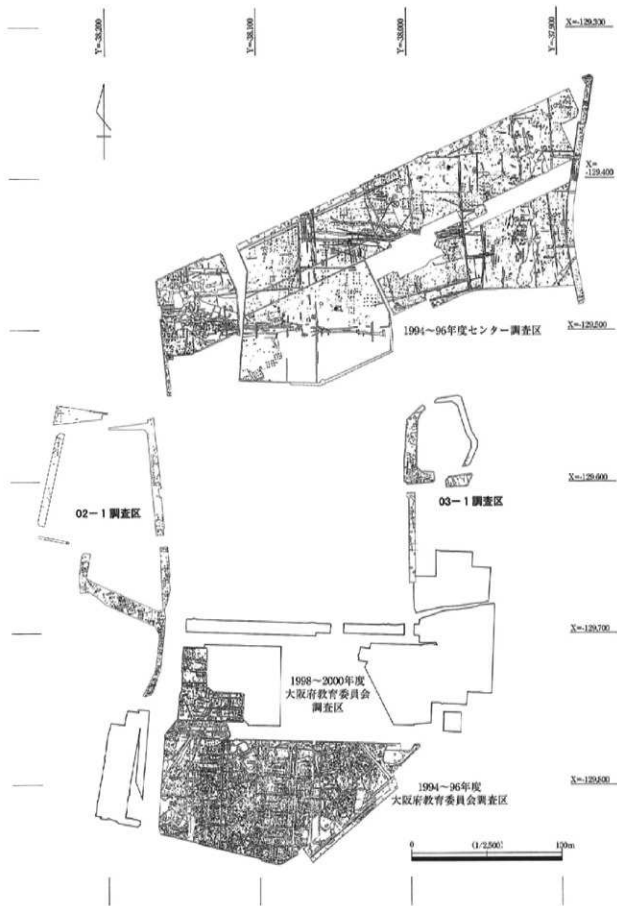 Y=-38,200
Y=-38,100
Y=-38,000
Y=-37,900
X=-129,300
X=
-129,400
1994～96年度センター調査区
X=-129,500
02－1調査区
03－1調査区
X=-129,600
X=-129,700
1998～2000年度
大阪府教育委員会
調査区
1994～96年度
大阪府教育委員会調査区
X=-129,800
0
(1/2,500)
100m